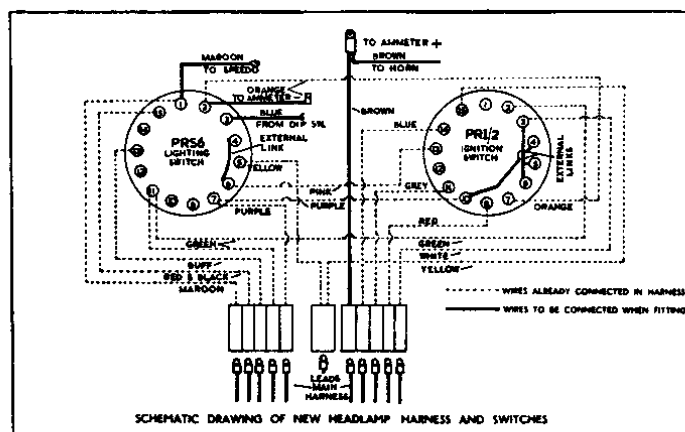 MAROON
TO SPEEDO
ORANGE
TO AMMETER -
BLUE
FROM DIP SW.
TO AMMETER +
BROWN
TO HORN
BROWN
BLUE
PRS6
LIGHTING
SWITCH
EXTERNAL
LINK
YELLOW
PR1/2
IGNITION
SWITCH
EXTERNAL
LINKS
PINK
GREY
PURPLE
PURPLE
ORANGE
RED
GREEN
GREEN
WHITE
BUFF
YELLOW
RED & BLACK
MAROON
WIRES ALREADY CONNECTED IN HARNESS
WIRES TO BE CONNECTED WHEN FITTING
LEADS
MAIN
HARNESS
SCHEMATIC DRAWING OF NEW HEADLAMP HARNESS AND SWITCHES